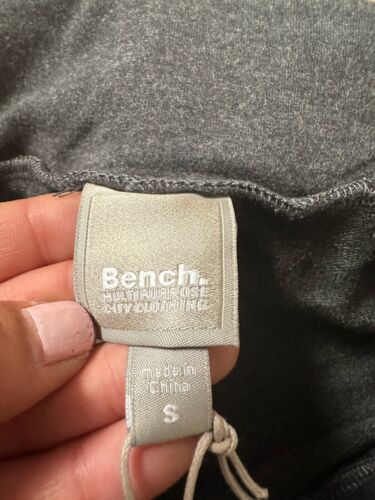 Bench.
MULTIPURPOSE
CITY CLOTHING
made in
China
S